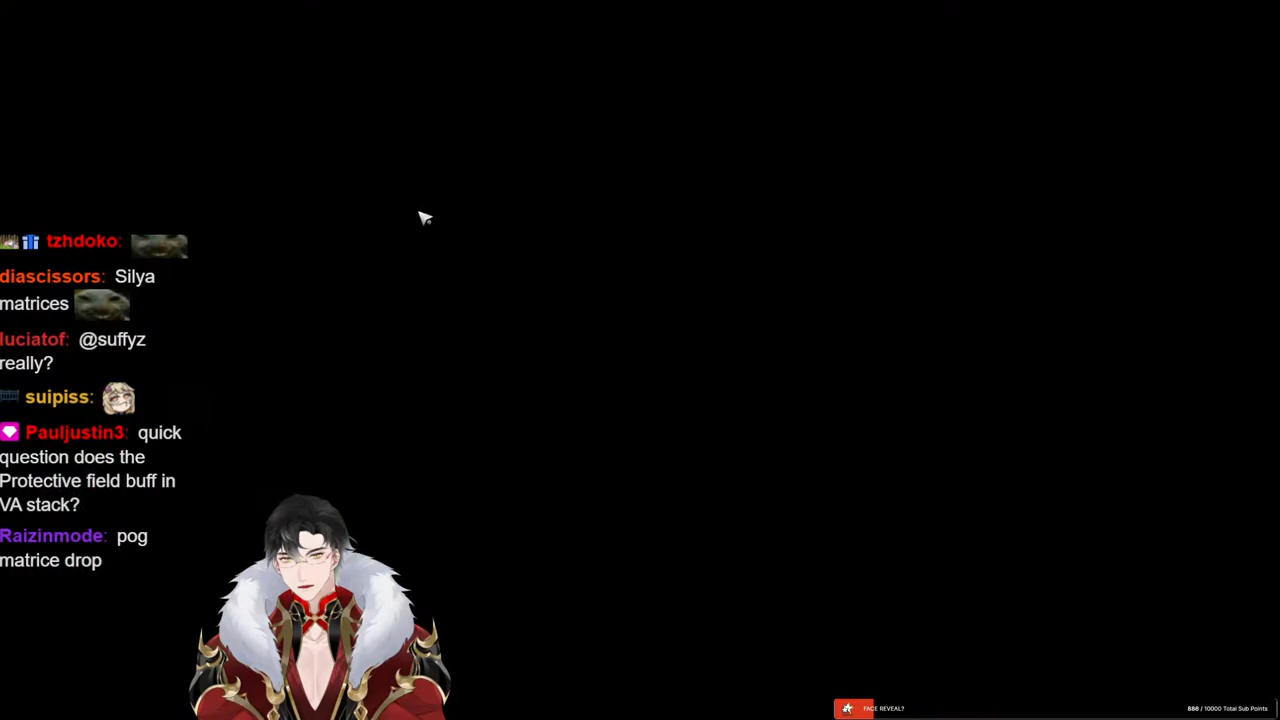 tzhdoko:
diascissors: Silya
matrices
luciatof: @suffyz
really?
suipiss:
Pauljustin3: quick
question does the
Protective field buff in
VA stack?
Raizinmode: pog
matrice drop
FACE REVEAL?
886 / 10000 Total Sub Points